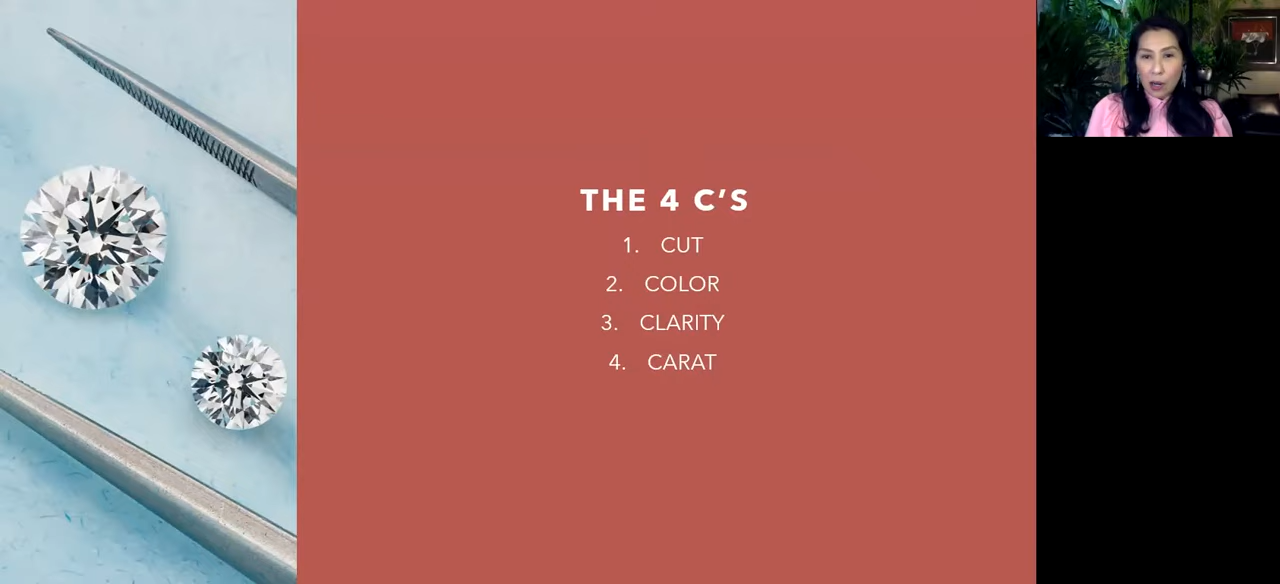 THE 4 C’S
1. CUT
2. COLOR
3. CLARITY
4. CARAT